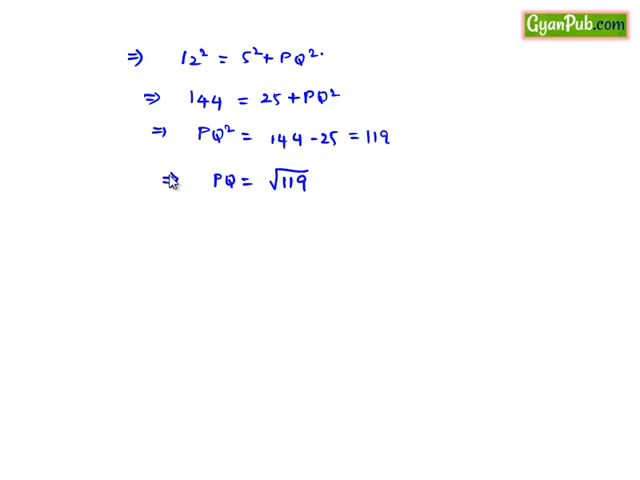 GyanPub.com
⇒ 12² = 5² + PQ².
⇒ 144 = 25 + PQ²
⇒ PQ² = 144 - 25 = 119
⇒ PQ = √119